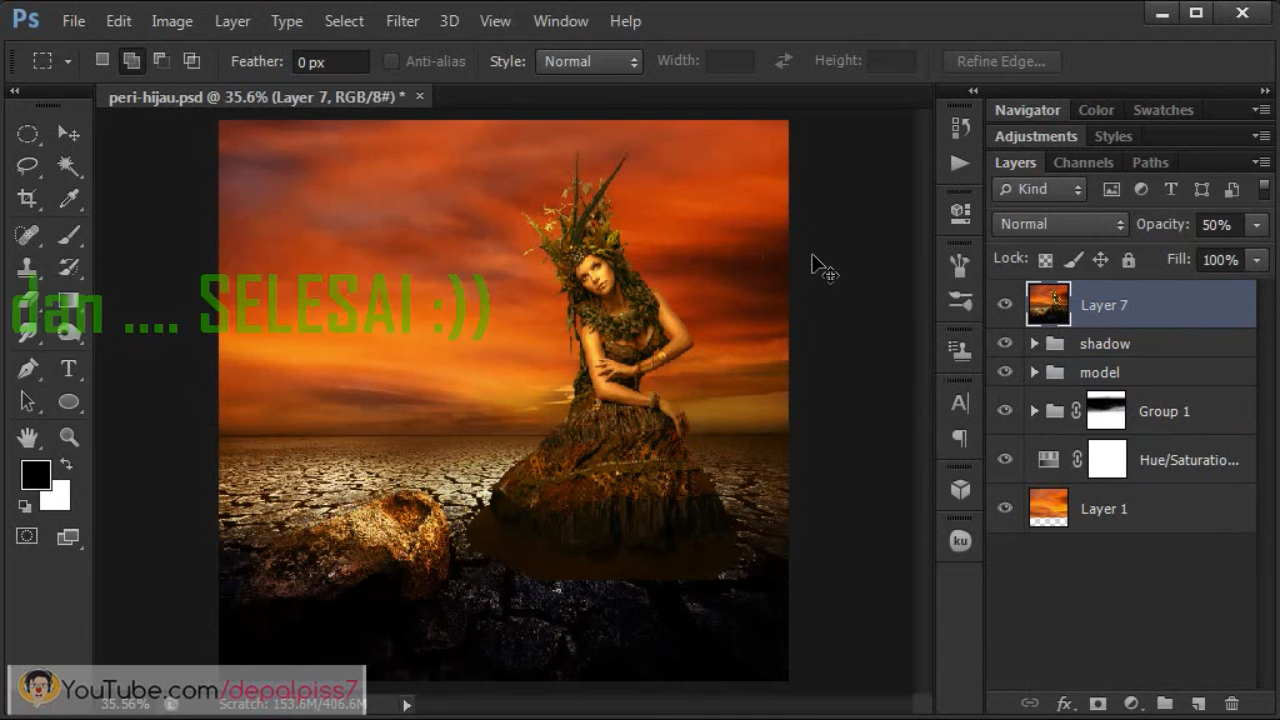 Ps File Edit Image Layer Type Select Filter 3D View Window Help
Feather: 0 px Anti-alias Style: Normal Width: Height: Refine Edge...
peri-hijau.psd @ 35.6% (Layer 7, RGB/8#) * ×
Navigator Color Swatches
Adjustments Styles
Layers Channels Paths
Kind T
Normal Opacity: 50%
Lock: Fill: 100%
dan .... SELESAI :))
Layer 7
shadow
model
Group 1
Hue/Saturatio...
Layer 1
T
A
ku
fx
YouTube.com/depalpiss7
35.56% Scratch: 153.6M/406.6M